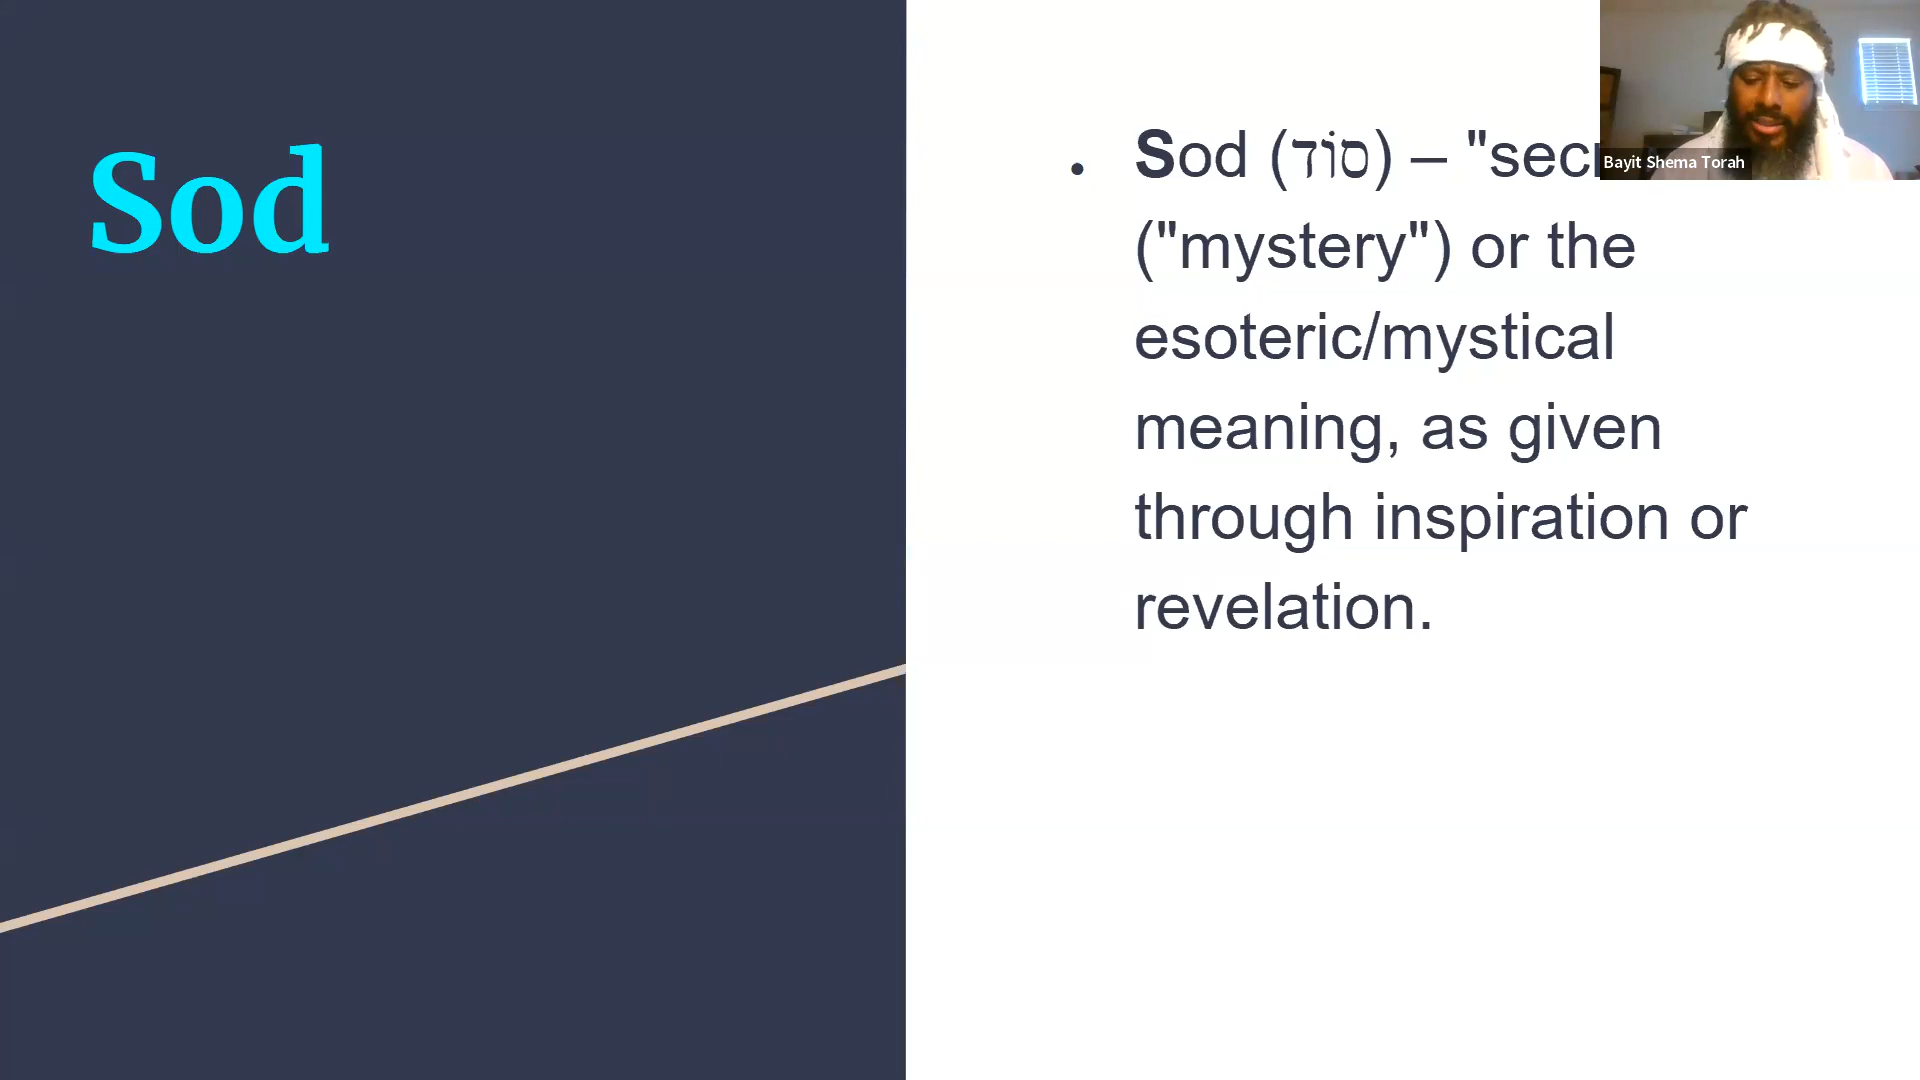 Sod
• Sod (סוֹד) – "sec
("mystery") or the
esoteric/mystical
meaning, as given
through inspiration or
revelation.
Bayit Shema Torah